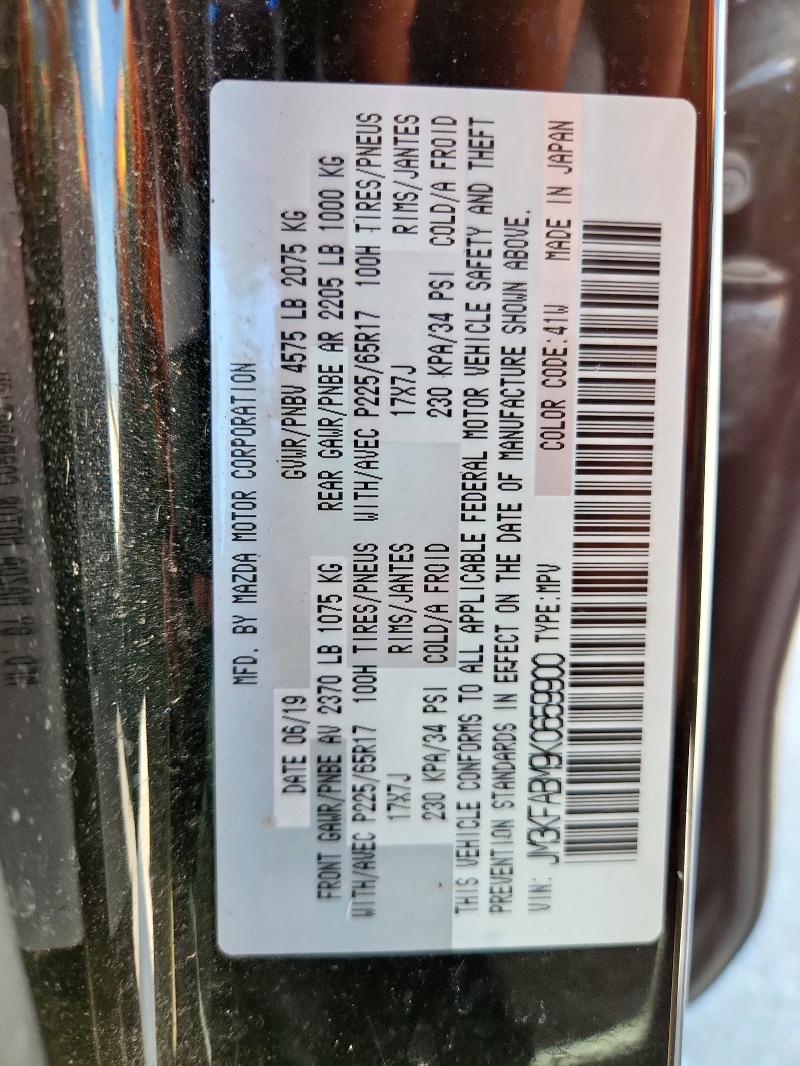 MFD. BY MAZDA MOTOR CORPORATION
DATE 06/19 GVWR/PNBV 4575 LB 2075 KG
FRONT GAWR/PNBE AV 2370 LB 1075 KG REAR GAWR/PNBE AR 2205 LB 1000 KG
WITH/AVEC P225/65R17 100H TIRES/PNEUS WITH/AVEC P225/65R17 100H TIRES/PNEUS
17X7J RIMS/JANTES 17X7J RIMS/JANTES
230 KPA/34 PSI COLD/A FROID 230 KPA/34 PSI COLD/A FROID
THIS VEHICLE CONFORMS TO ALL APPLICABLE FEDERAL MOTOR VEHICLE SAFETY AND THEFT
PREVENTION STANDARDS IN EFFECT ON THE DATE OF MANUFACTURE SHOWN ABOVE.
VIN: JM3KFABM9K0659900 TYPE:MPV COLOR CODE:41W MADE IN JAPAN